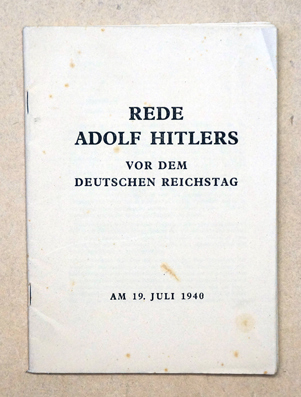 REDE
ADOLF HITLERS
VOR DEM
DEUTSCHEN REICHSTAG
AM 19. JULI 1940